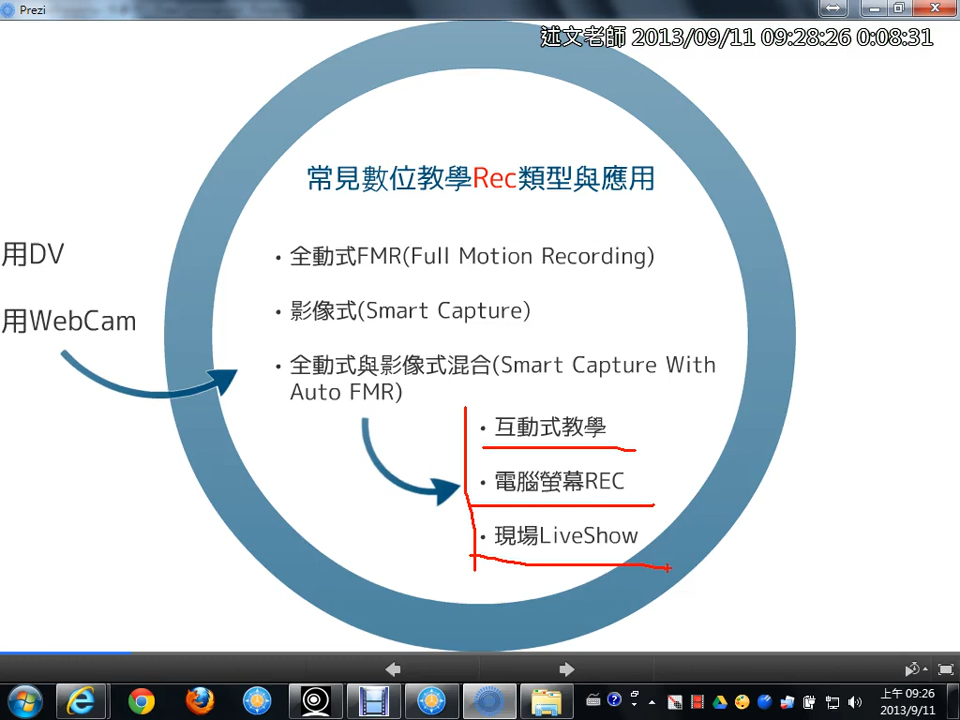 Prezi
述文老師 2013/09/11 09:28:26 0:08:31
常見數位教學Rec類型與應用
用DV
用WebCam
• 全動式FMR(Full Motion Recording)
• 影像式(Smart Capture)
• 全動式與影像式混合(Smart Capture With
Auto FMR)
• 互動式教學
• 電腦螢幕REC
• 現場LiveShow
上午 09:26
2013/9/11